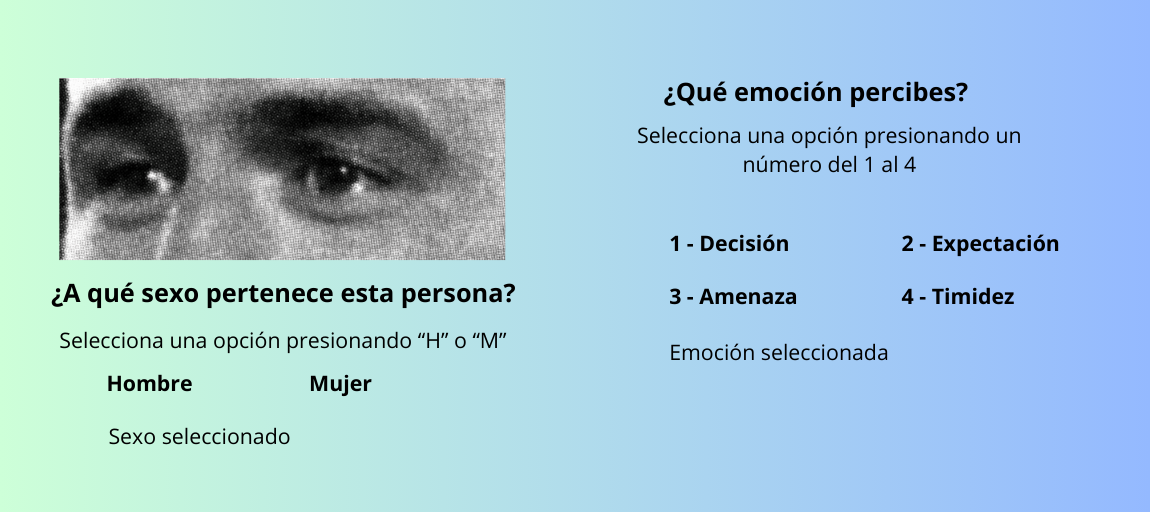 ¿A qué sexo pertenece esta persona?
Selecciona una opción presionando “H” o “M”
Hombre Mujer
Sexo seleccionado
¿Qué emoción percibes?
Selecciona una opción presionando un
número del 1 al 4
1 - Decisión 2 - Expectación
3 - Amenaza 4 - Timidez
Emoción seleccionada